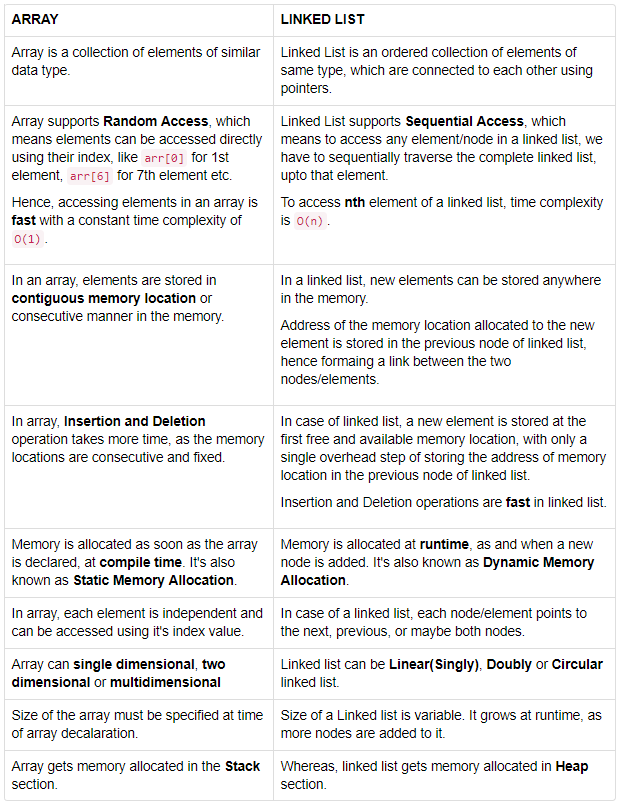 ARRAY
LINKED LIST
Array is a collection of elements of similar
data type.
Linked List is an ordered collection of elements of
same type, which are connected to each other using
pointers.
Array supports Random Access, which
means elements can be accessed directly
using their index, like arr[0] for 1st
element, arr[6] for 7th element etc.
Hence, accessing elements in an array is
fast with a constant time complexity of
O(1) .
Linked List supports Sequential Access, which
means to access any element/node in a linked list, we
have to sequentially traverse the complete linked list,
upto that element.
To access nth element of a linked list, time complexity
is O(n) .
In an array, elements are stored in
contiguous memory location or
consecutive manner in the memory.
In a linked list, new elements can be stored anywhere
in the memory.
Address of the memory location allocated to the new
element is stored in the previous node of linked list,
hence formaing a link between the two
nodes/elements.
In array, Insertion and Deletion
operation takes more time, as the memory
locations are consecutive and fixed.
In case of linked list, a new element is stored at the
first free and available memory location, with only a
single overhead step of storing the address of memory
location in the previous node of linked list.
Insertion and Deletion operations are fast in linked list.
Memory is allocated as soon as the array
is declared, at compile time. It's also
known as Static Memory Allocation.
Memory is allocated at runtime, as and when a new
node is added. It's also known as Dynamic Memory
Allocation.
In array, each element is independent and
can be accessed using it's index value.
In case of a linked list, each node/element points to
the next, previous, or maybe both nodes.
Array can single dimensional, two
dimensional or multidimensional
Linked list can be Linear(Singly), Doubly or Circular
linked list.
Size of the array must be specified at time
of array decalaration.
Size of a Linked list is variable. It grows at runtime, as
more nodes are added to it.
Array gets memory allocated in the Stack
section.
Whereas, linked list gets memory allocated in Heap
section.